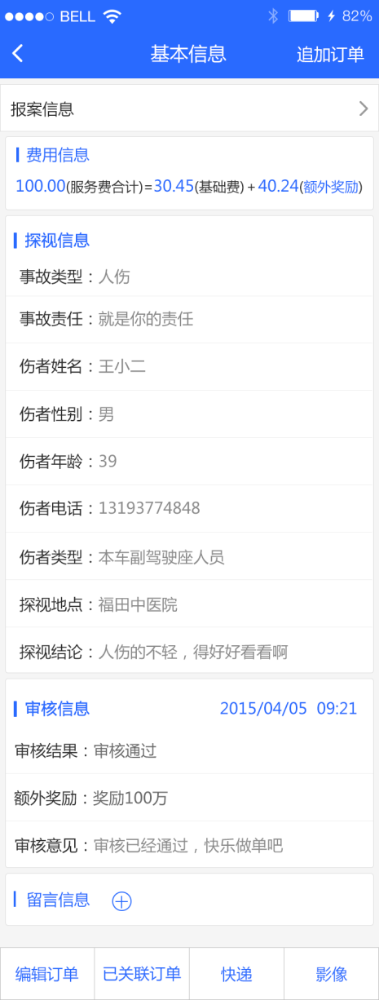 BELL 82%
基本信息 追加订单
报案信息
费用信息
100.00(服务费合计)=30.45(基础费)+40.24(额外奖励)
探视信息
事故类型：人伤
事故责任：就是你的责任
伤者姓名：王小二
伤者性别：男
伤者年龄：39
伤者电话：13193774848
伤者类型：本车副驾驶座人员
探视地点：福田中医院
探视结论：人伤的不轻，得好好看看啊
审核信息 2015/04/05 09:21
审核结果：审核通过
额外奖励：奖励100万
审核意见：审核已经通过，快乐做单吧
留言信息
编辑订单 已关联订单 快递 影像